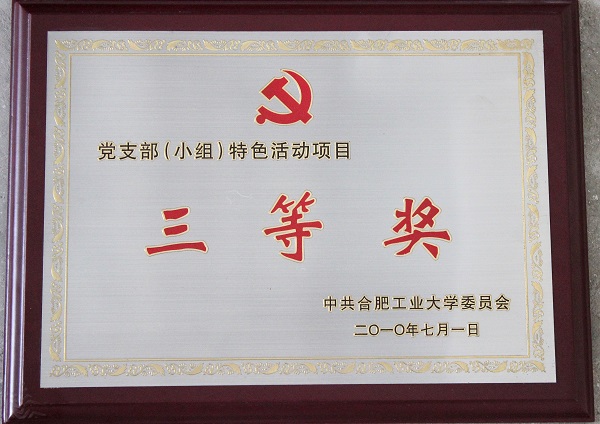 党支部(小组)特色活动项目
三等奖
中共合肥工业大学委员会
二〇一〇年七月一日